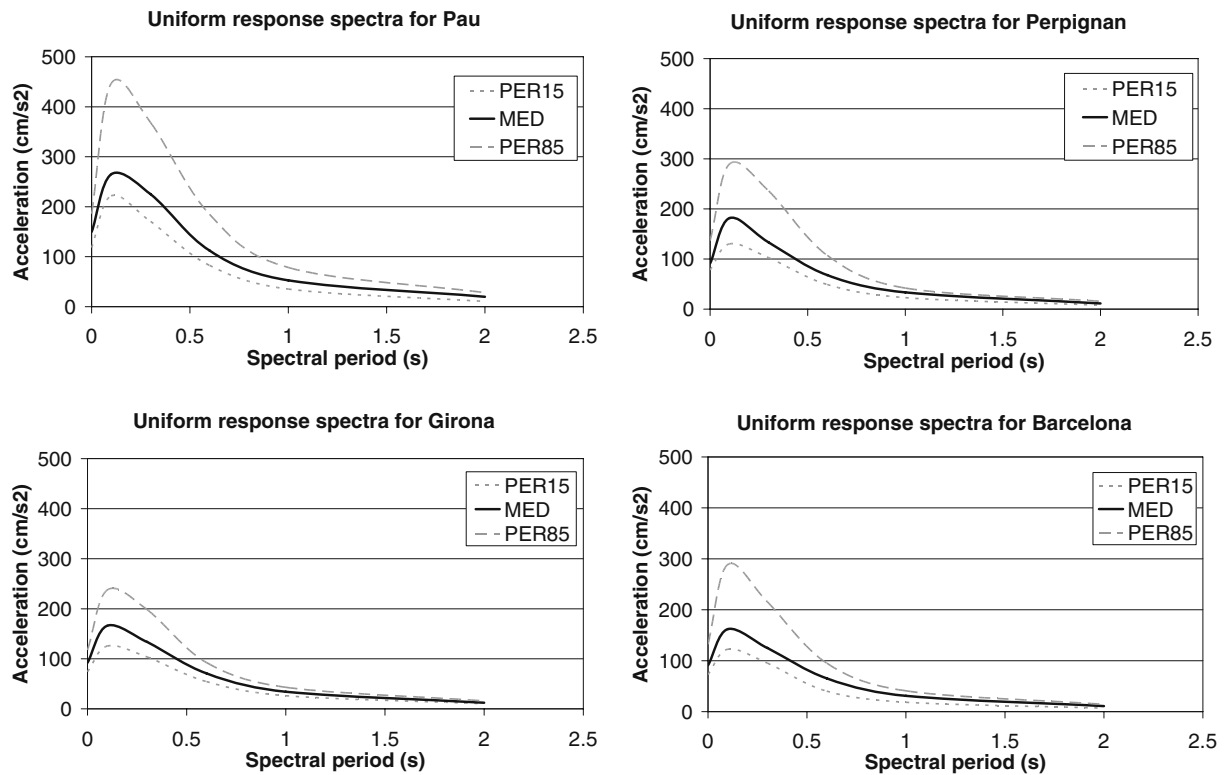 Uniform response spectra for Pau
Acceleration (cm/s2)
500
400
300
200
100
0
PER15
MED
PER85
0 0.5 1 1.5 2 2.5
Spectral period (s)
Uniform response spectra for Perpignan
Acceleration (cm/s2)
500
400
300
200
100
0
PER15
MED
PER85
0 0.5 1 1.5 2 2.5
Spectral period (s)
Uniform response spectra for Girona
Acceleration (cm/s2)
500
400
300
200
100
0
PER15
MED
PER85
0 0.5 1 1.5 2 2.5
Spectral period (s)
Uniform response spectra for Barcelona
Acceleration (cm/s2)
500
400
300
200
100
0
PER15
MED
PER85
0 0.5 1 1.5 2 2.5
Spectral period (s)